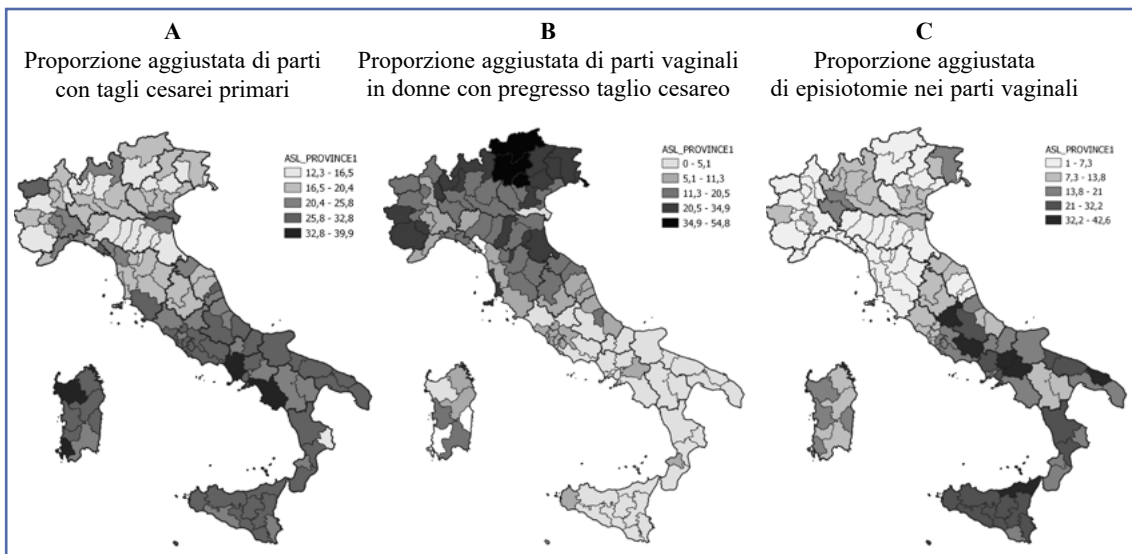 A
Proporzione aggiustata di parti
con tagli cesarei primari
ASL_PROVINCE1
12,3 - 16,5
16,5 - 20,4
20,4 - 25,8
25,8 - 32,8
32,8 - 39,9
B
Proporzione aggiustata di parti vaginali
in donne con pregresso taglio cesareo
ASL_PROVINCE1
0 - 5,1
5,1 - 11,3
11,3 - 20,5
20,5 - 34,9
34,9 - 54,8
C
Proporzione aggiustata
di episiotomie nei parti vaginali
ASL_PROVINCE1
1 - 7,3
7,3 - 13,8
13,8 - 21
21 - 32,2
32,2 - 42,6